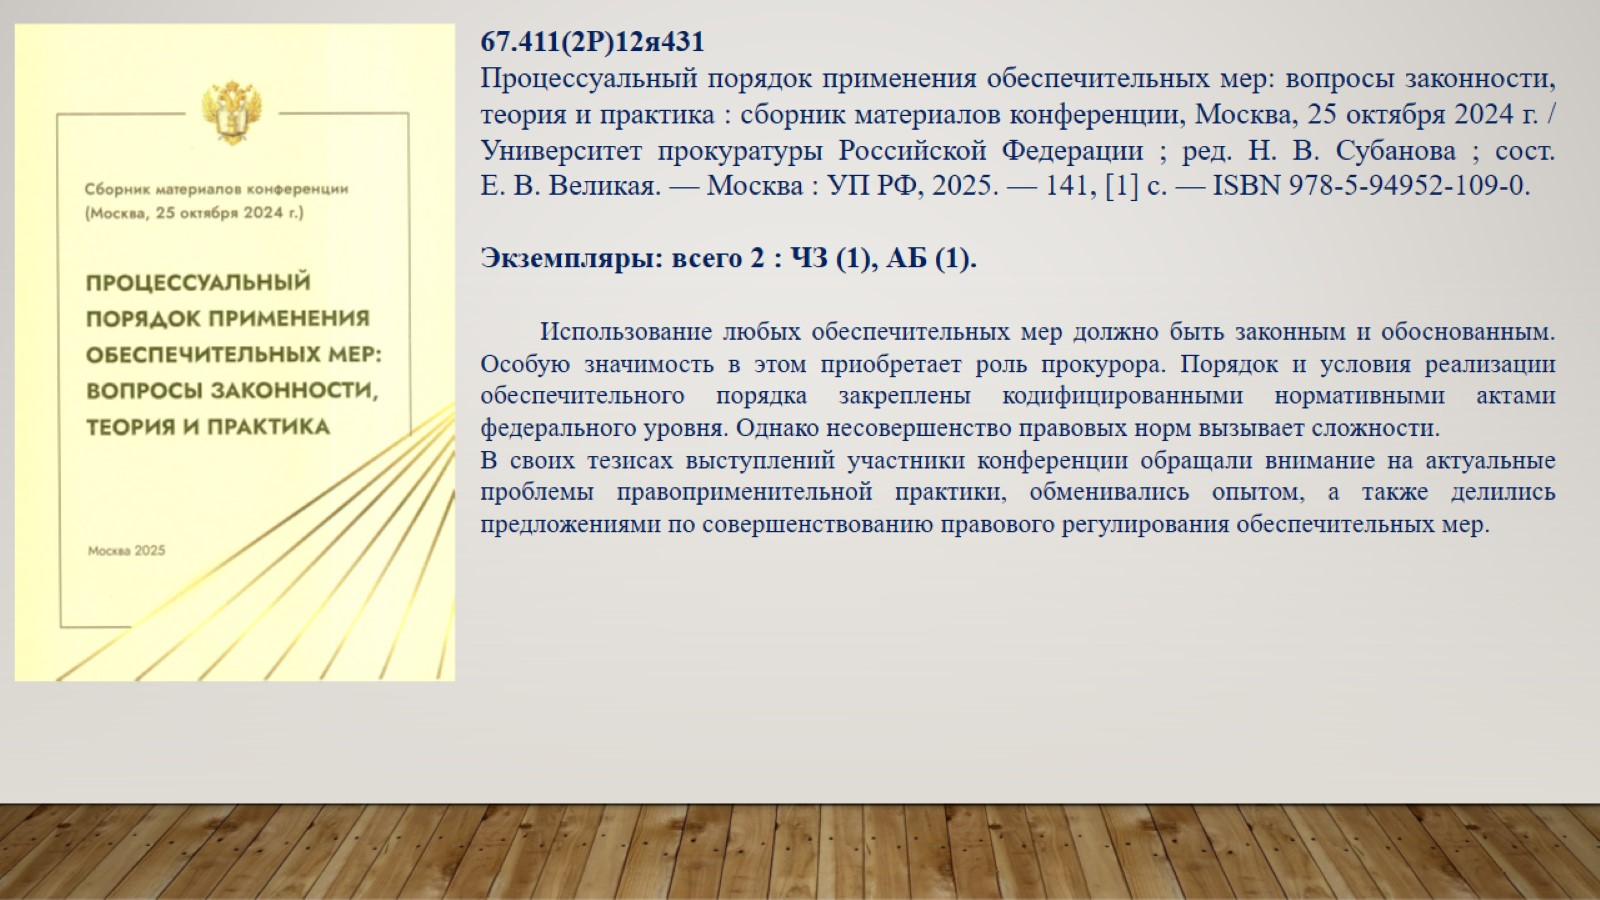 Сборник материалов конференции
(Москва, 25 октября 2024 г.)
ПРОЦЕССУАЛЬНЫЙ
ПОРЯДОК ПРИМЕНЕНИЯ
ОБЕСПЕЧИТЕЛЬНЫХ МЕР:
ВОПРОСЫ ЗАКОННОСТИ,
ТЕОРИЯ И ПРАКТИКА
Москва 2025
67.411(2Р)12я431
Процессуальный порядок применения обеспечительных мер: вопросы законности,
теория и практика : сборник материалов конференции, Москва, 25 октября 2024 г. /
Университет прокуратуры Российской Федерации ; ред. Н. В. Субанова ; сост.
Е. В. Великая. — Москва : УП РФ, 2025. — 141, [1] с. — ISBN 978-5-94952-109-0.
Экземпляры: всего 2 : ЧЗ (1), АБ (1).
Использование любых обеспечительных мер должно быть законным и обоснованным.
Особую значимость в этом приобретает роль прокурора. Порядок и условия реализации
обеспечительного порядка закреплены кодифицированными нормативными актами
федерального уровня. Однако несовершенство правовых норм вызывает сложности.
В своих тезисах выступлений участники конференции обращали внимание на актуальные
проблемы правоприменительной практики, обменивались опытом, а также делились
предложениями по совершенствованию правового регулирования обеспечительных мер.